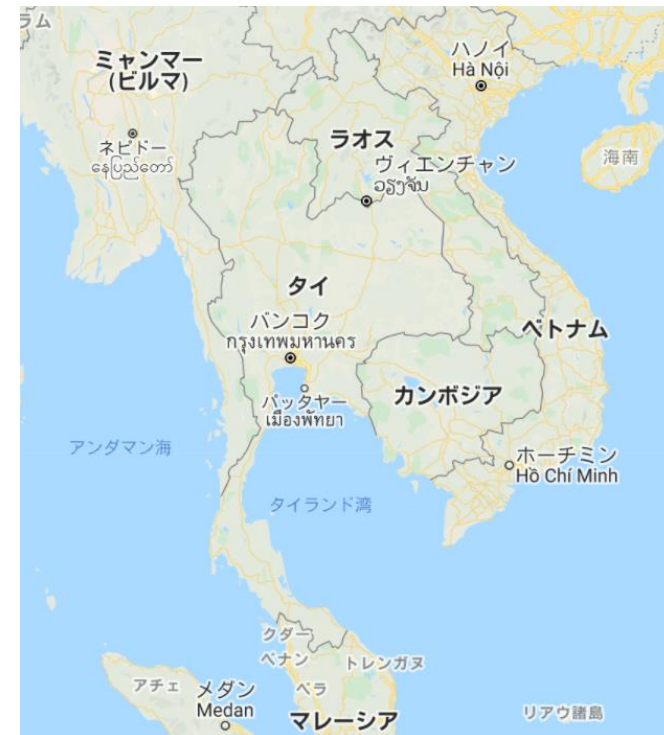 ラム
ミャンマー
(ビルマ)
ハノイ
Hà Nội
ネピドー
နေပြည်တော်
ラオス
ヴィエンチャン
ວຽງຈັນ
海南
タイ
バンコク
กรุงเทพมหานคร
ベトナム
パッタヤー
เมืองพัทยา
カンボジア
アンダマン海
ホーチミン
Hồ Chí Minh
タイランド湾
クダー
ペナン
トレンガヌ
アチェ
メダン
Medan
ペラ
マレーシア
リアウ諸島